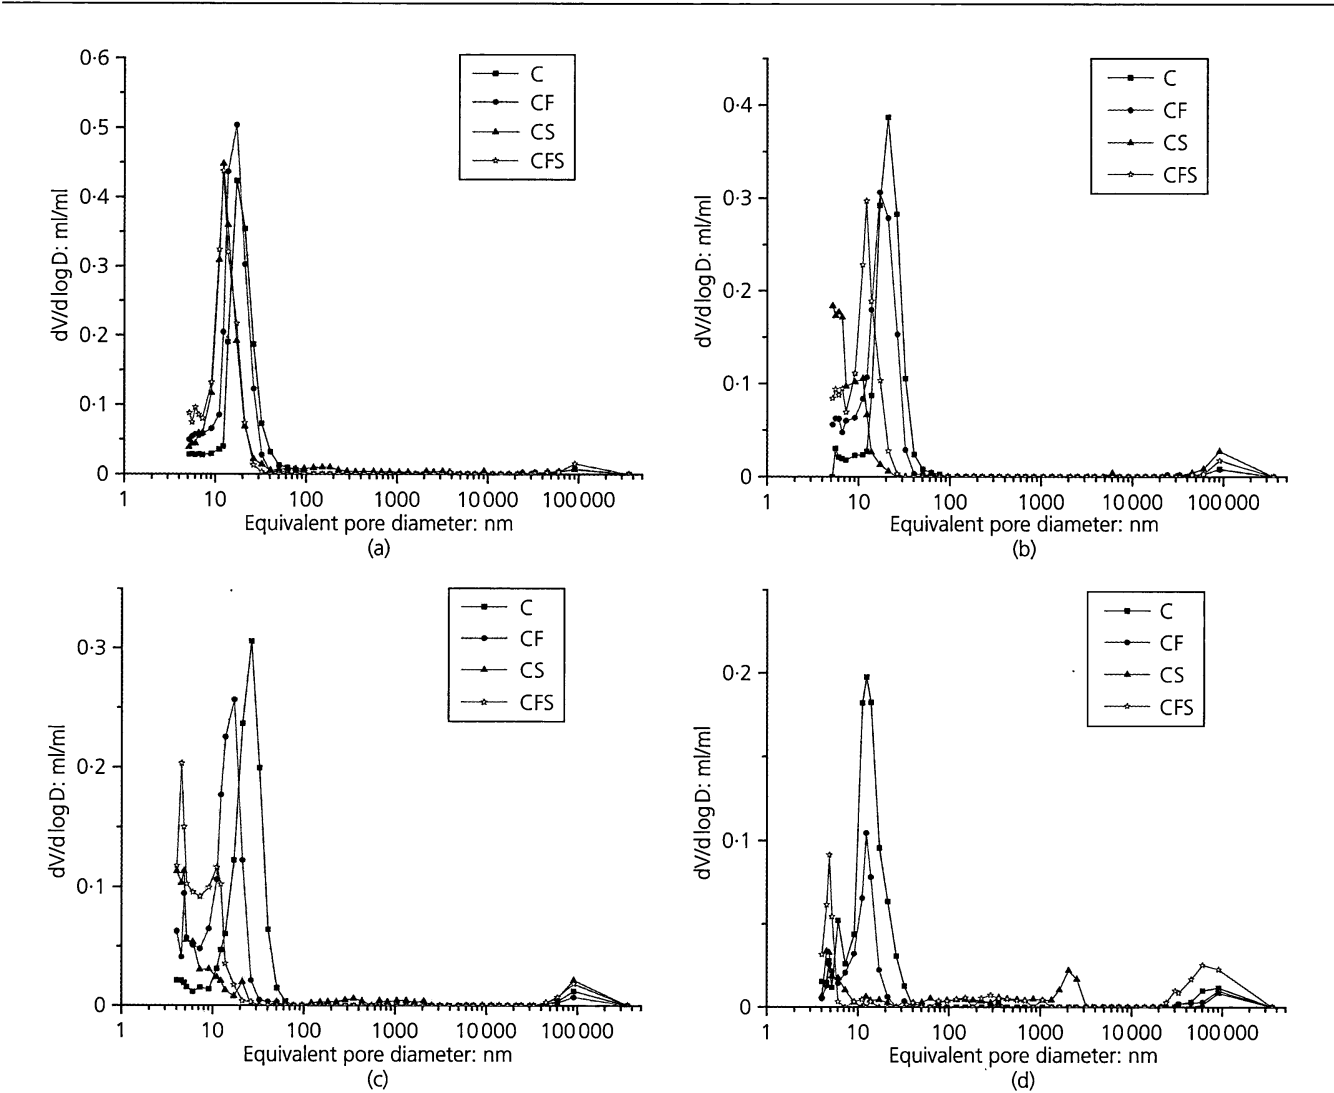 0·6
0·5
0·4
0·3
0·2
0·1
0
dV/d logD: ml/ml
C
CF
CS
CFS
1 10 100 1000 10 000 100 000
Equivalent pore diameter: nm
(a)
0·4
0·3
0·2
0·1
0
dV/d logD: ml/ml
C
CF
CS
CFS
1 10 100 1000 10 000 100 000
Equivalent pore diameter: nm
(b)
0·3
0·2
0·1
0
dV/d logD: ml/ml
C
CF
CS
CFS
1 10 100 1000 10 000 100 000
Equivalent pore diameter: nm
(c)
0·2
0·1
0
dV/d logD: ml/ml
C
CF
CS
CFS
1 10 100 1000 10 000 100 000
Equivalent pore diameter: nm
(d)